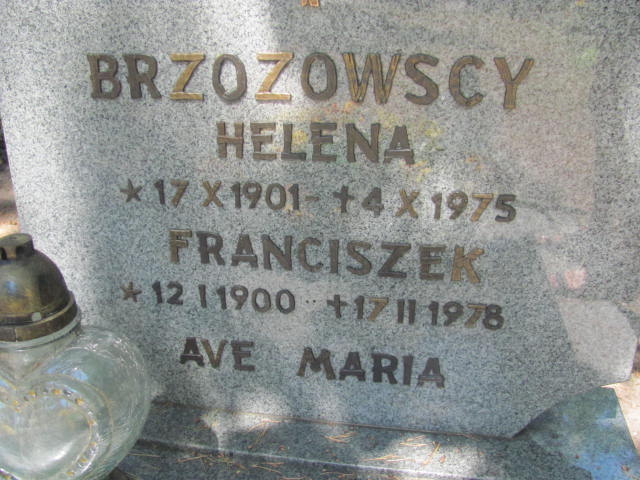 BRZOZOWSCY
HELENA
* 17 X 1901 - † 4 X 1975
FRANCISZEK
* 12 I 1900 - † 17 II 1978
AVE MARIA